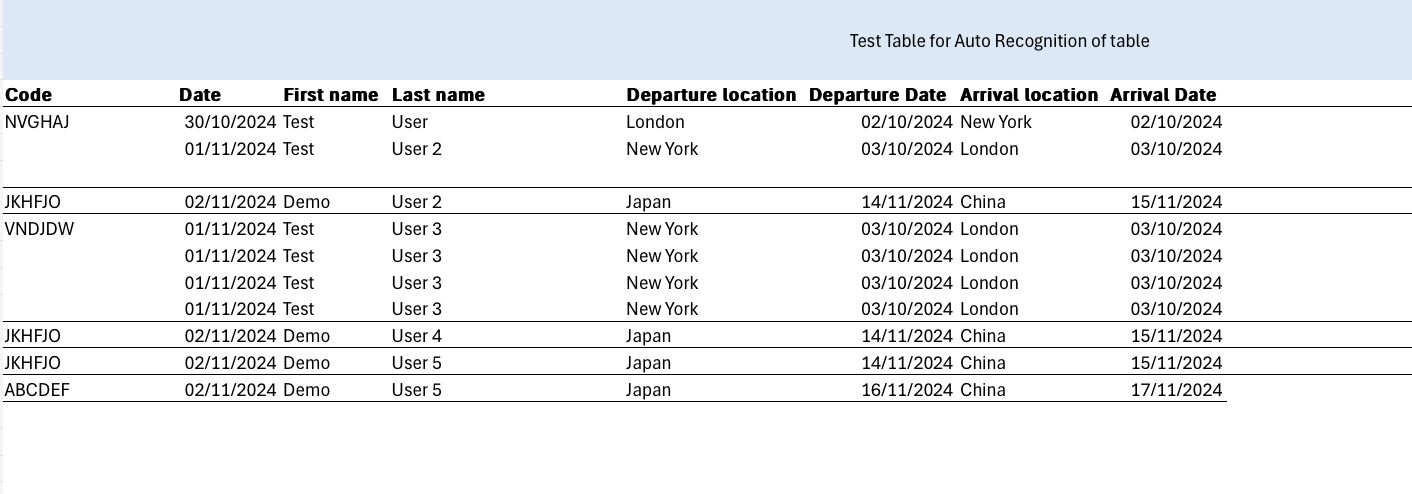 Test Table for Auto Recognition of table
Code Date First name Last name Departure location Departure Date Arrival location Arrival Date
NVGHAJ 30/10/2024 Test User London 02/10/2024 New York 02/10/2024
01/11/2024 Test User 2 New York 03/10/2024 London 03/10/2024
JKHFJO 02/11/2024 Demo User 2 Japan 14/11/2024 China 15/11/2024
VNDJDW 01/11/2024 Test User 3 New York 03/10/2024 London 03/10/2024
01/11/2024 Test User 3 New York 03/10/2024 London 03/10/2024
01/11/2024 Test User 3 New York 03/10/2024 London 03/10/2024
01/11/2024 Test User 3 New York 03/10/2024 London 03/10/2024
JKHFJO 02/11/2024 Demo User 4 Japan 14/11/2024 China 15/11/2024
JKHFJO 02/11/2024 Demo User 5 Japan 14/11/2024 China 15/11/2024
ABCDEF 02/11/2024 Demo User 5 Japan 16/11/2024 China 17/11/2024